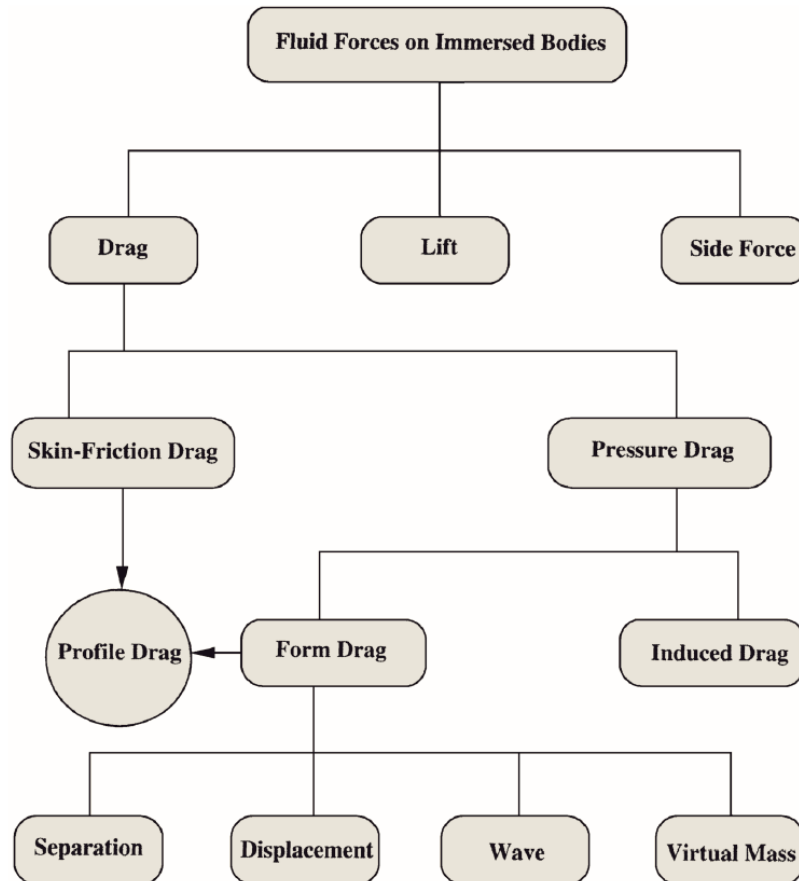 Fluid Forces on Immersed Bodies
Drag
Lift
Side Force
Skin-Friction Drag
Pressure Drag
Profile Drag
Form Drag
Induced Drag
Separation
Displacement
Wave
Virtual Mass